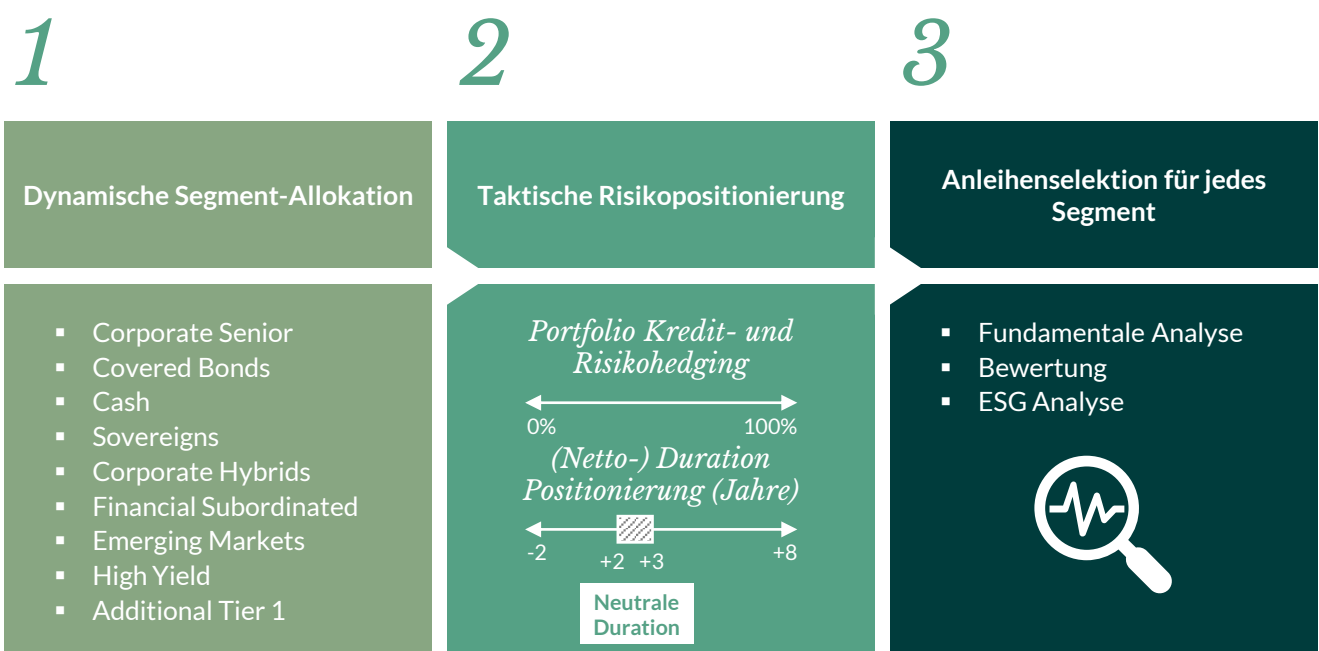 1
Dynamische Segment-Allokation
Corporate Senior
Covered Bonds
Cash
Sovereigns
Corporate Hybrids
Financial Subordinated
Emerging Markets
High Yield
Additional Tier 1
2
Taktische Risikopositionierung
Portfolio Kredit- und
Risikohedging
0% 100%
(Netto-) Duration
Positionierung (Jahre)
-2 +2 +3 +8
Neutrale
Duration
3
Anleihenselektion für jedes
Segment
Fundamentale Analyse
Bewertung
ESG Analyse